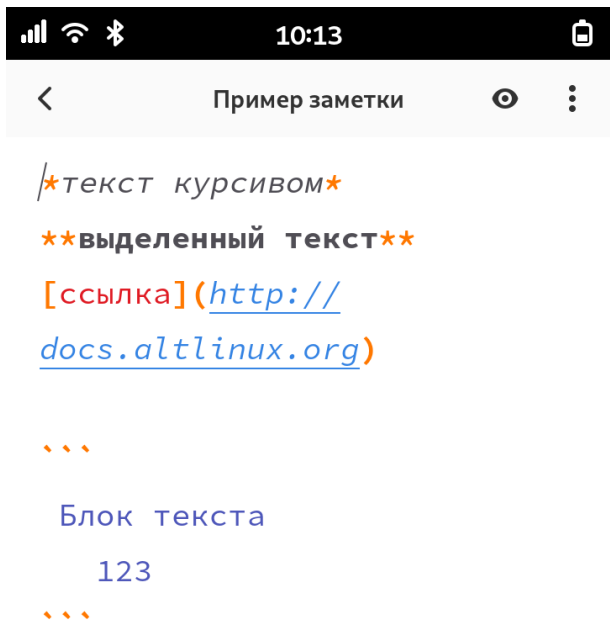 10:13
Пример заметки
*текст курсивом*
**выделенный текст**
[ссылка](http://
docs.altlinux.org)
```
Блок текста
123
```